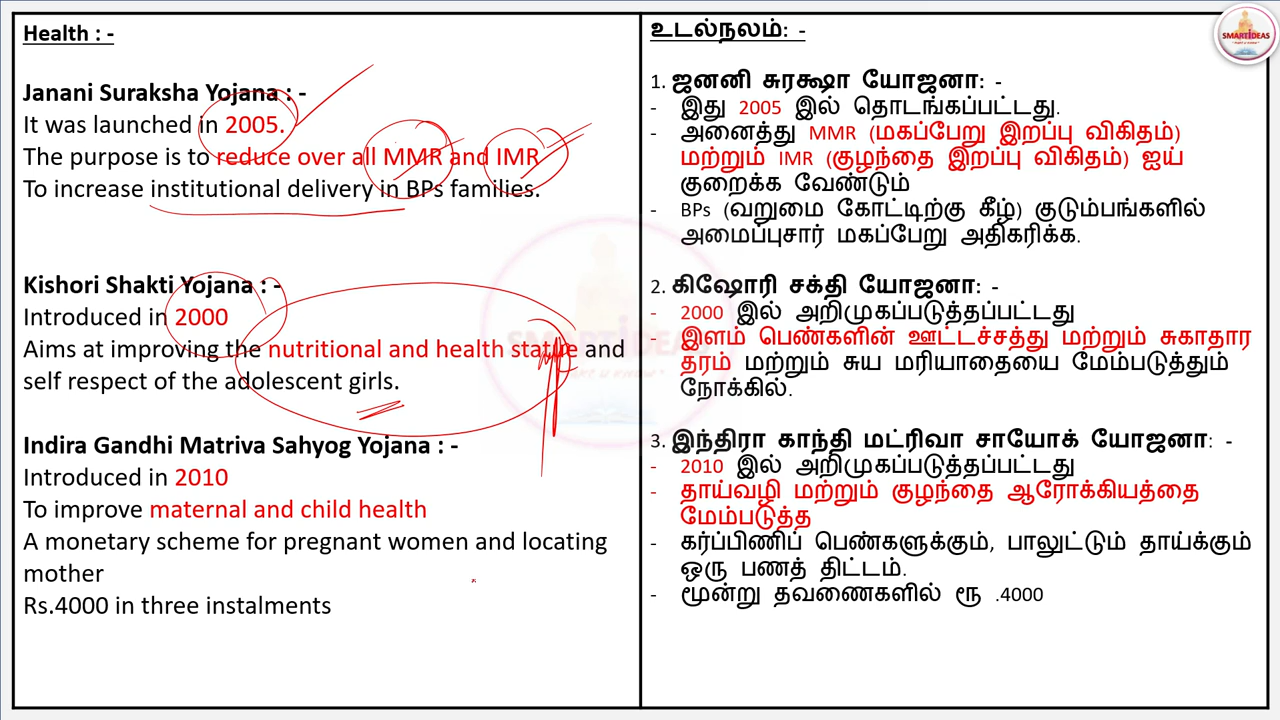 Health : -
Janani Suraksha Yojana : -
It was launched in 2005.
The purpose is to reduce over all MMR and IMR
To increase institutional delivery in BPs families.
Kishori Shakti Yojana : -
Introduced in 2000
Aims at improving the nutritional and health and
self respect of the adolescent girls.
Indira Gandhi Matriva Sahyog Yojana : -
Introduced in 2010
To improve maternal and child health
A monetary scheme for pregnant women and locating
mother
Rs.4000 in three instalments
உடல்நலம்: -
1. ஜனனி சுரக்ஷா யோஜனா: -
- இது 2005 இல் தொடங்கப்பட்டது.
- அனைத்து MMR (மகப்பேறு இறப்பு விகிதம்)
மற்றும் IMR (குழந்தை இறப்பு விகிதம்) ஐய்
குறைக்க வேண்டும்
- BPs (வறுமை கோட்டிற்கு கீழ்) குடும்பங்களில்
அமைப்புசார் மகப்பேறு அதிகரிக்க.
2. கிஷோரி சக்தி யோஜனா: -
- 2000 இல் அறிமுகப்படுத்தப்பட்டது
- இளம் பெண்களின் ஊட்டச்சத்து மற்றும் சுகாதார
தரம் மற்றும் சுய மரியாதையை மேம்படுத்தும்
நோக்கில்.
3. இந்திரா காந்தி மட்ரிவா சாயோக் யோஜனா: -
- 2010 இல் அறிமுகப்படுத்தப்பட்டது
- தாய்வழி மற்றும் குழந்தை ஆரோக்கியத்தை
மேம்படுத்த
- கர்ப்பிணிப் பெண்களுக்கும், பாலுட்டும் தாய்க்கும்
ஒரு பணத் திட்டம்.
- மூன்று தவணைகளில் ரூ .4000
SMARTIDEAS